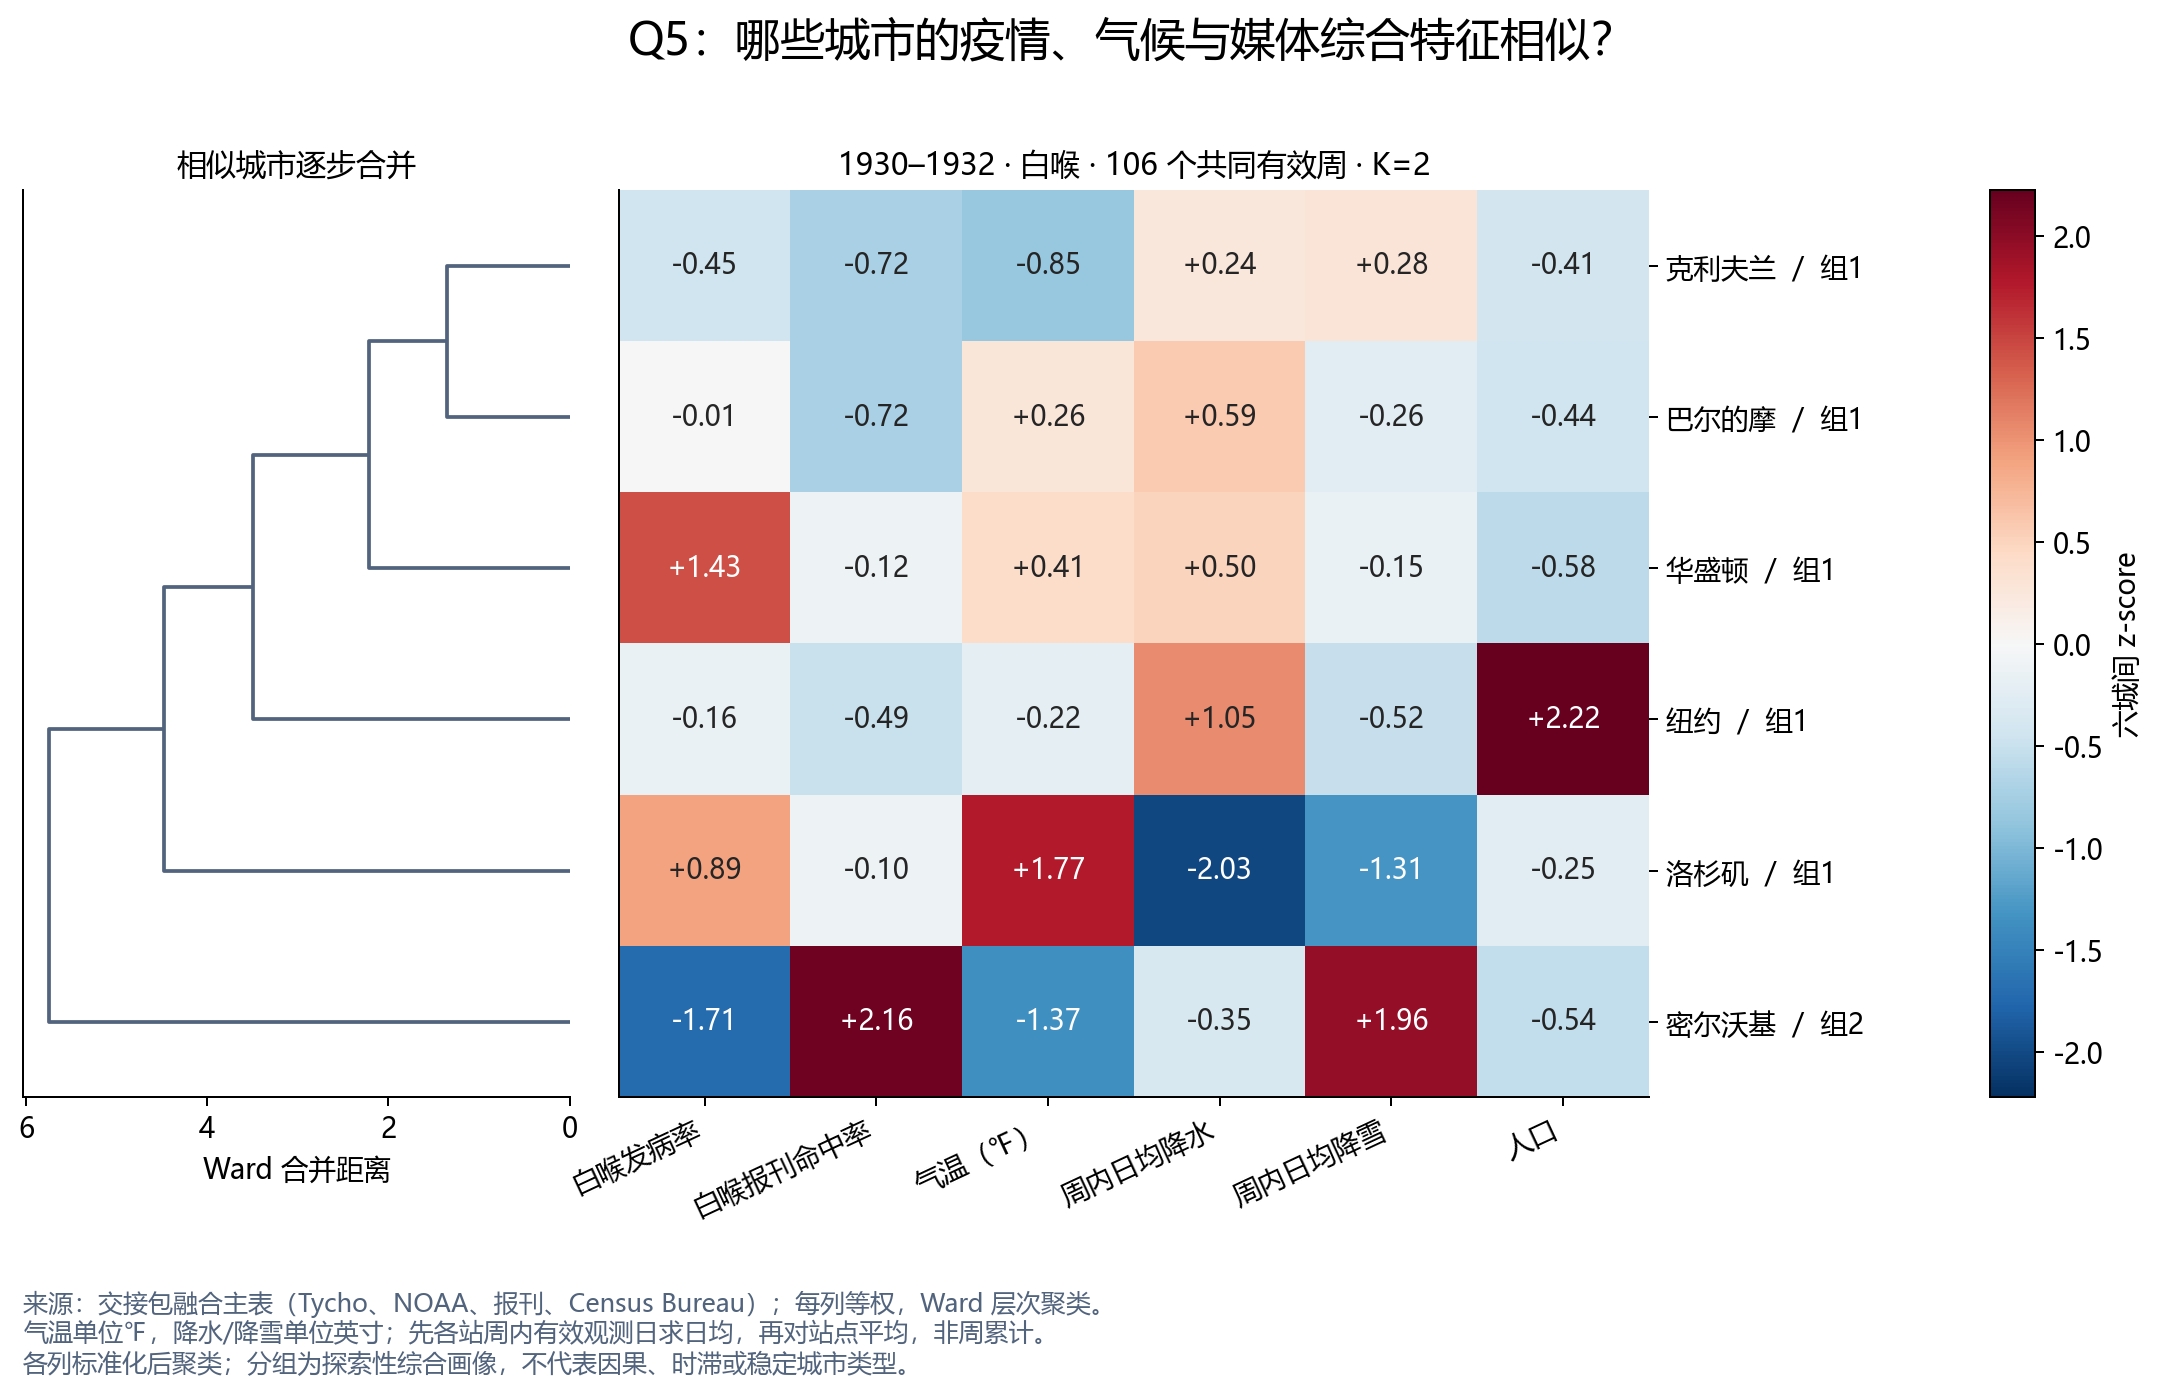 Q5：哪些城市的疫情、气候与媒体综合特征相似？
相似城市逐步合并
1930–1932 · 白喉 · 106 个共同有效周 · K=2
-0.45 -0.72 -0.85 +0.24 +0.28 -0.41 克利夫兰 / 组1
-0.01 -0.72 +0.26 +0.59 -0.26 -0.44 巴尔的摩 / 组1
+1.43 -0.12 +0.41 +0.50 -0.15 -0.58 华盛顿 / 组1
-0.16 -0.49 -0.22 +1.05 -0.52 +2.22 纽约 / 组1
+0.89 -0.10 +1.77 -2.03 -1.31 -0.25 洛杉矶 / 组1
-1.71 +2.16 -1.37 -0.35 +1.96 -0.54 密尔沃基 / 组2
6 4 2 0
Ward 合并距离
白喉发病率
白喉报刊命中率
气温（℉）
周内日均降水
周内日均降雪
人口
2.0
1.5
1.0
0.5
0.0
-0.5
-1.0
-1.5
-2.0
六城间 z-score
来源：交接包融合主表（Tycho、NOAA、报刊、Census Bureau）；每列等权，Ward 层次聚类。
气温单位℉，降水/降雪单位英寸；先各站周内有效观测日求日均，再对站点平均，非周累计。
各列标准化后聚类；分组为探索性综合画像，不代表因果、时滞或稳定城市类型。